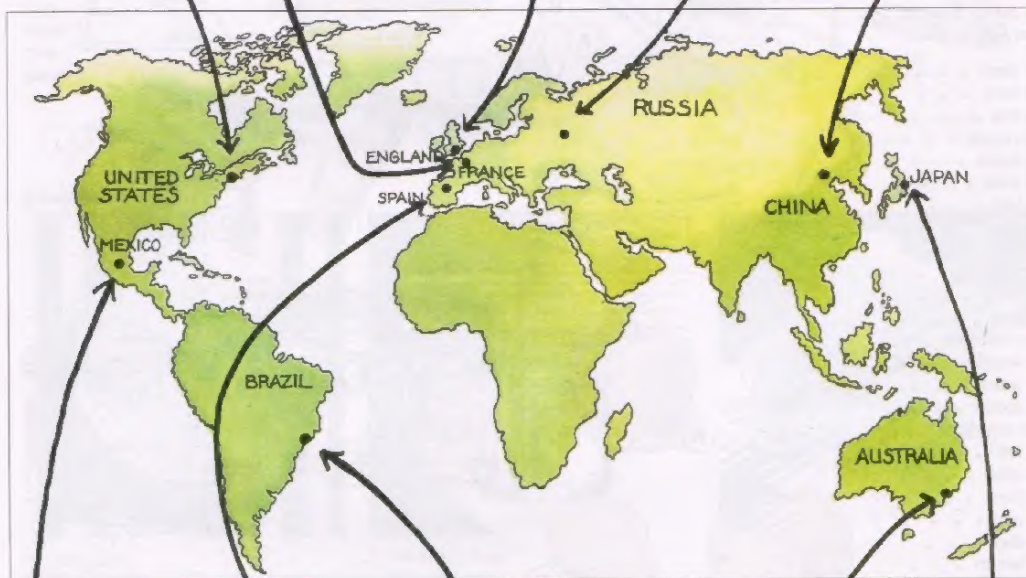 RUSSIA
ENGLAND
FRANCE
UNITED
STATES
SPAIN
JAPAN
CHINA
MEXICO
BRAZIL
AUSTRALIA